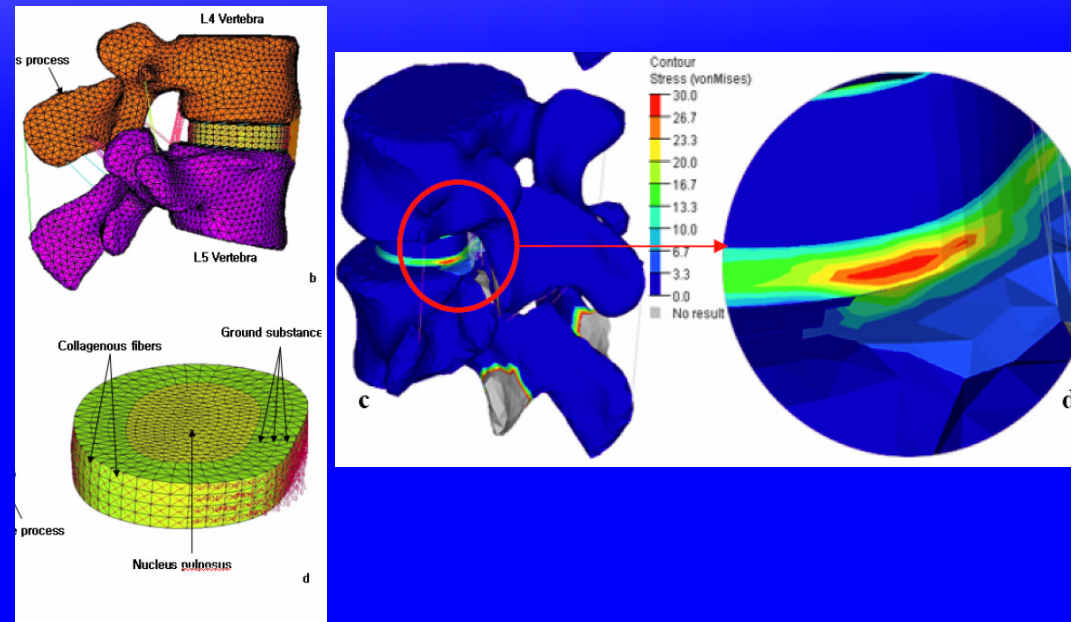 L4 Vertebra
s process
L5 Vertebra
b
Ground substance
Collagenous fibers
e process
Nucleus pulposus
d
Contour
Stress (vonMises)
30.0
26.7
23.3
20.0
16.7
13.3
10.0
6.7
3.3
0.0
No result
c
d